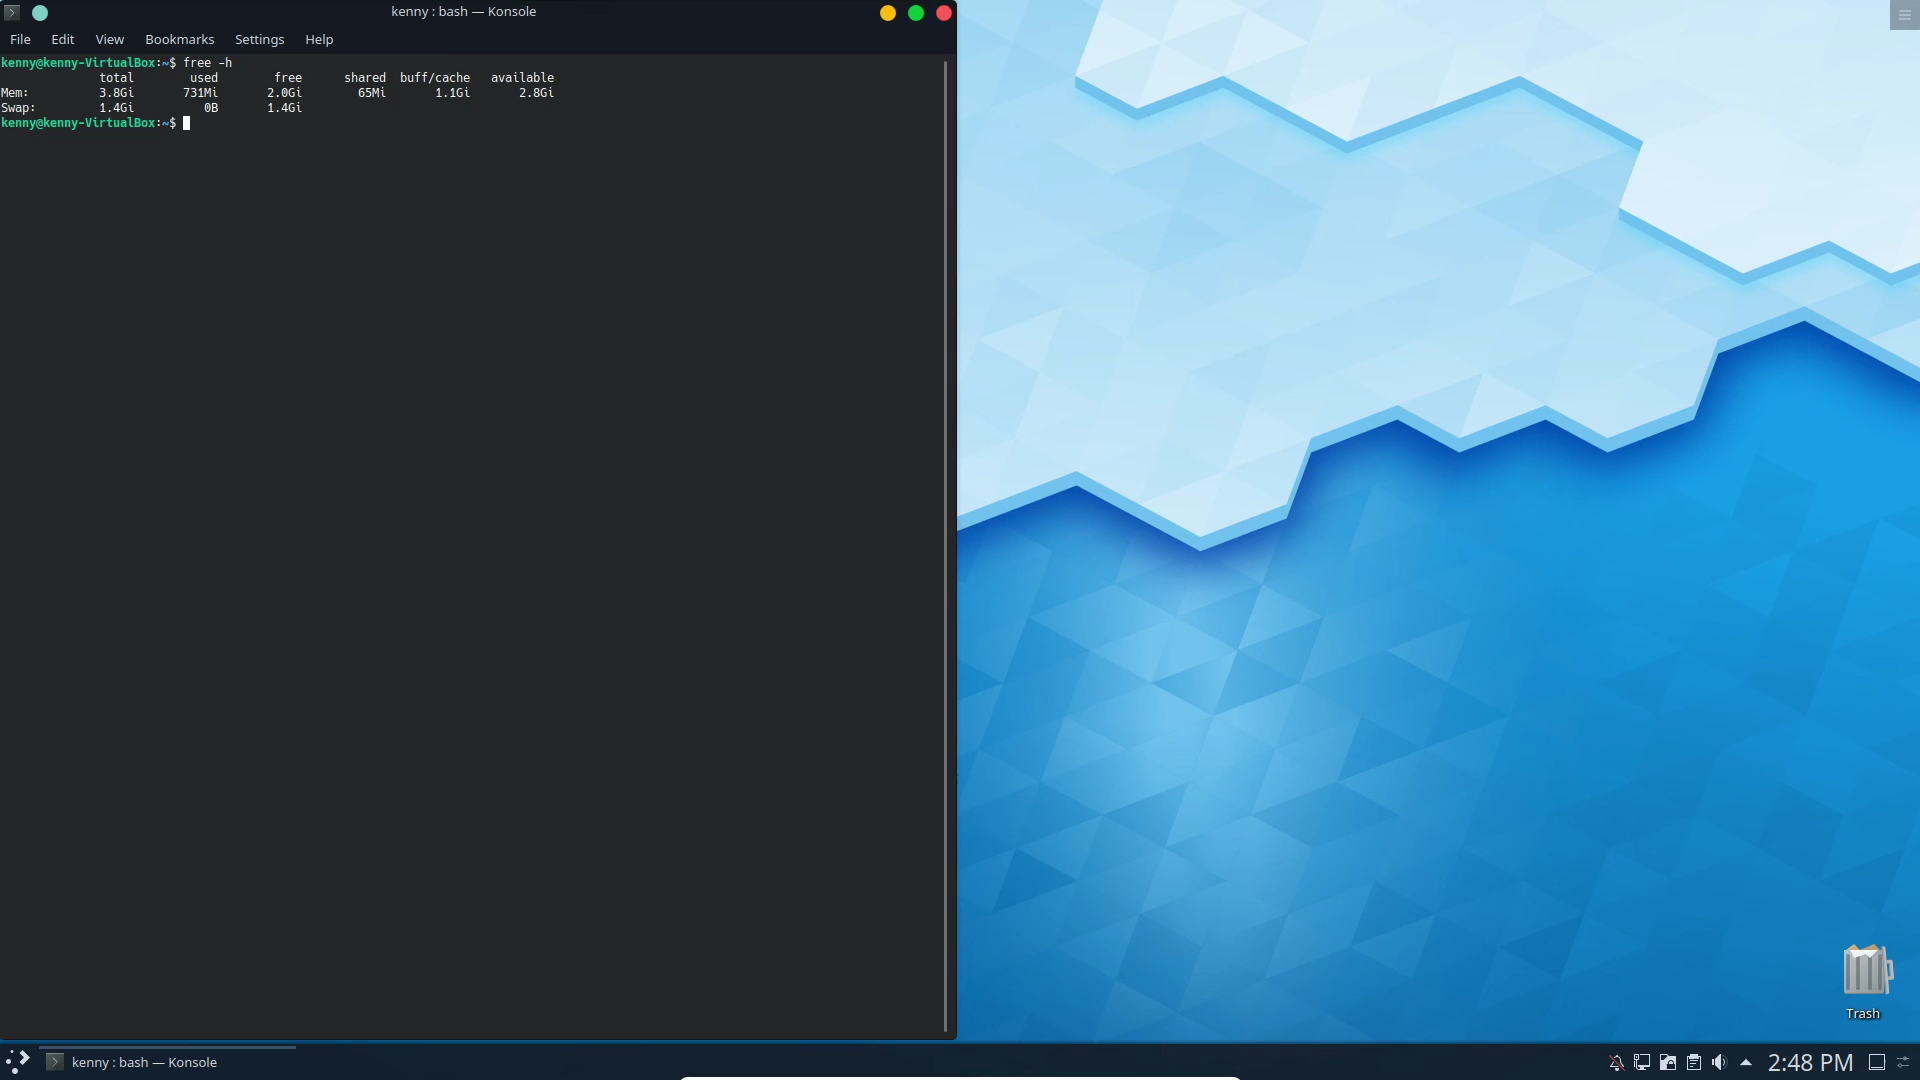 kenny : bash — Konsole
File Edit View Bookmarks Settings Help
kenny@kenny-VirtualBox:~$ free -h
total used free shared buff/cache available
Mem: 3.8Gi 731Mi 2.0Gi 65Mi 1.1Gi 2.8Gi
Swap: 1.4Gi 0B 1.4Gi
kenny@kenny-VirtualBox:~$
Trash
kenny : bash — Konsole
2:48 PM